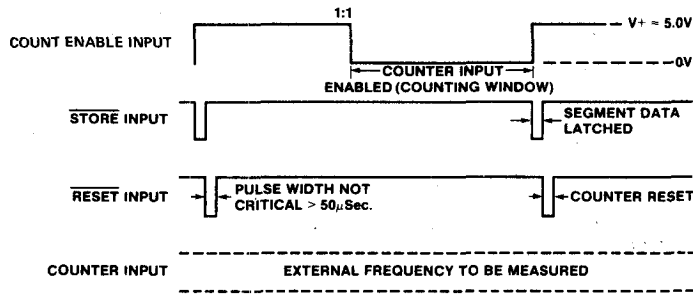 1:1
V+ = 5.0V
COUNT ENABLE INPUT
0V
COUNTER INPUT
ENABLED (COUNTING WINDOW)
STORE INPUT
SEGMENT DATA
LATCHED
RESET INPUT
PULSE WIDTH NOT
CRITICAL > 50μSec.
COUNTER RESET
COUNTER INPUT
EXTERNAL FREQUENCY TO BE MEASURED